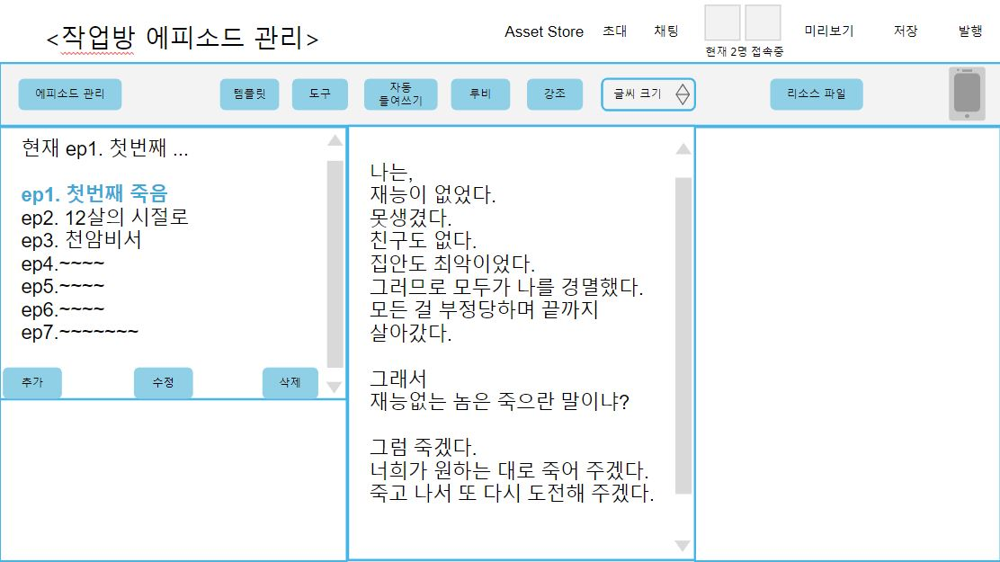 <작업방 에피소드 관리>
Asset Store 초대 채팅
현재 2명 접속중
미리보기 저장 발행
에피소드 관리
템플릿
도구
자동
들여쓰기
루비
강조
글씨 크기
리소스 파일
현재 ep1. 첫번째 ...
ep1. 첫번째 죽음
ep2. 12살의 시절로
ep3. 천암비서
ep4.~~~~
ep5.~~~~
ep6.~~~~
ep7.~~~~~~~
추가
수정
삭제
나는,
재능이 없었다.
못생겼다.
친구도 없다.
집안도 최악이었다.
그러므로 모두가 나를 경멸했다.
모든 걸 부정당하며 끝까지
살아갔다.
그래서
재능없는 놈은 죽으란 말이냐?
그럼 죽겠다.
너희가 원하는 대로 죽어 주겠다.
죽고 나서 또 다시 도전해 주겠다.